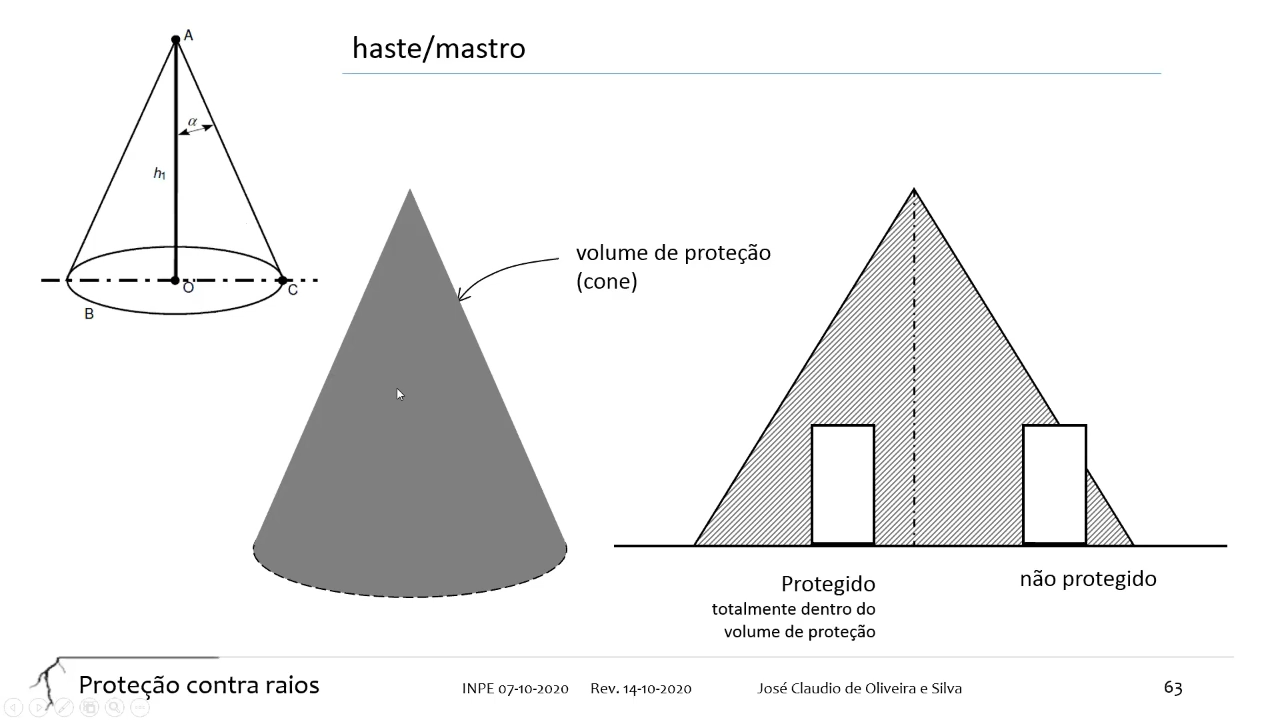 haste/mastro
A
α
h1
O
C
B
volume de proteção
(cone)
Protegido
totalmente dentro do
volume de proteção
não protegido
Proteção contra raios
INPE 07-10-2020 Rev. 14-10-2020 José Claudio de Oliveira e Silva 63